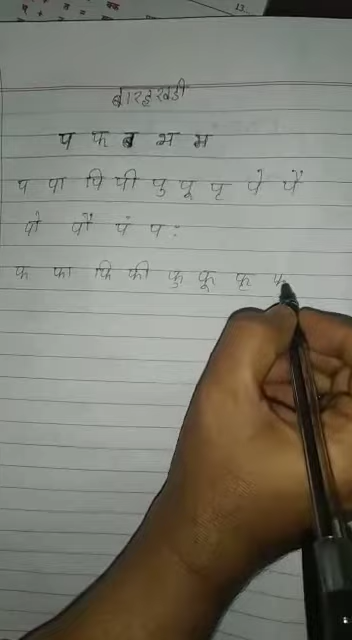 बारहखडी
प फ ब भ म
प पा पि पी पु पू पृ पे पैं
पो पौं पं पः
फ फा फि फी फु फू फृ फ